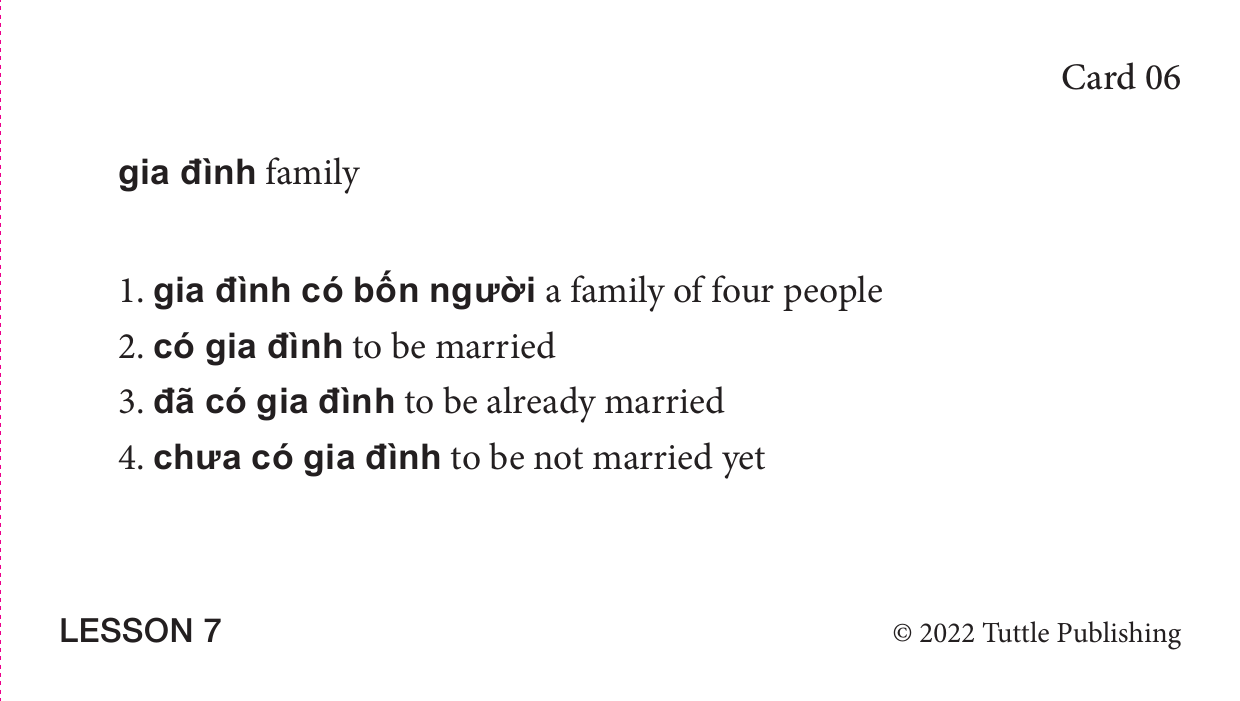 Card 06
gia đình family
1. gia đình có bốn người a family of four people
2. có gia đình to be married
3. đã có gia đình to be already married
4. chưa có gia đình to be not married yet
LESSON 7
© 2022 Tuttle Publishing